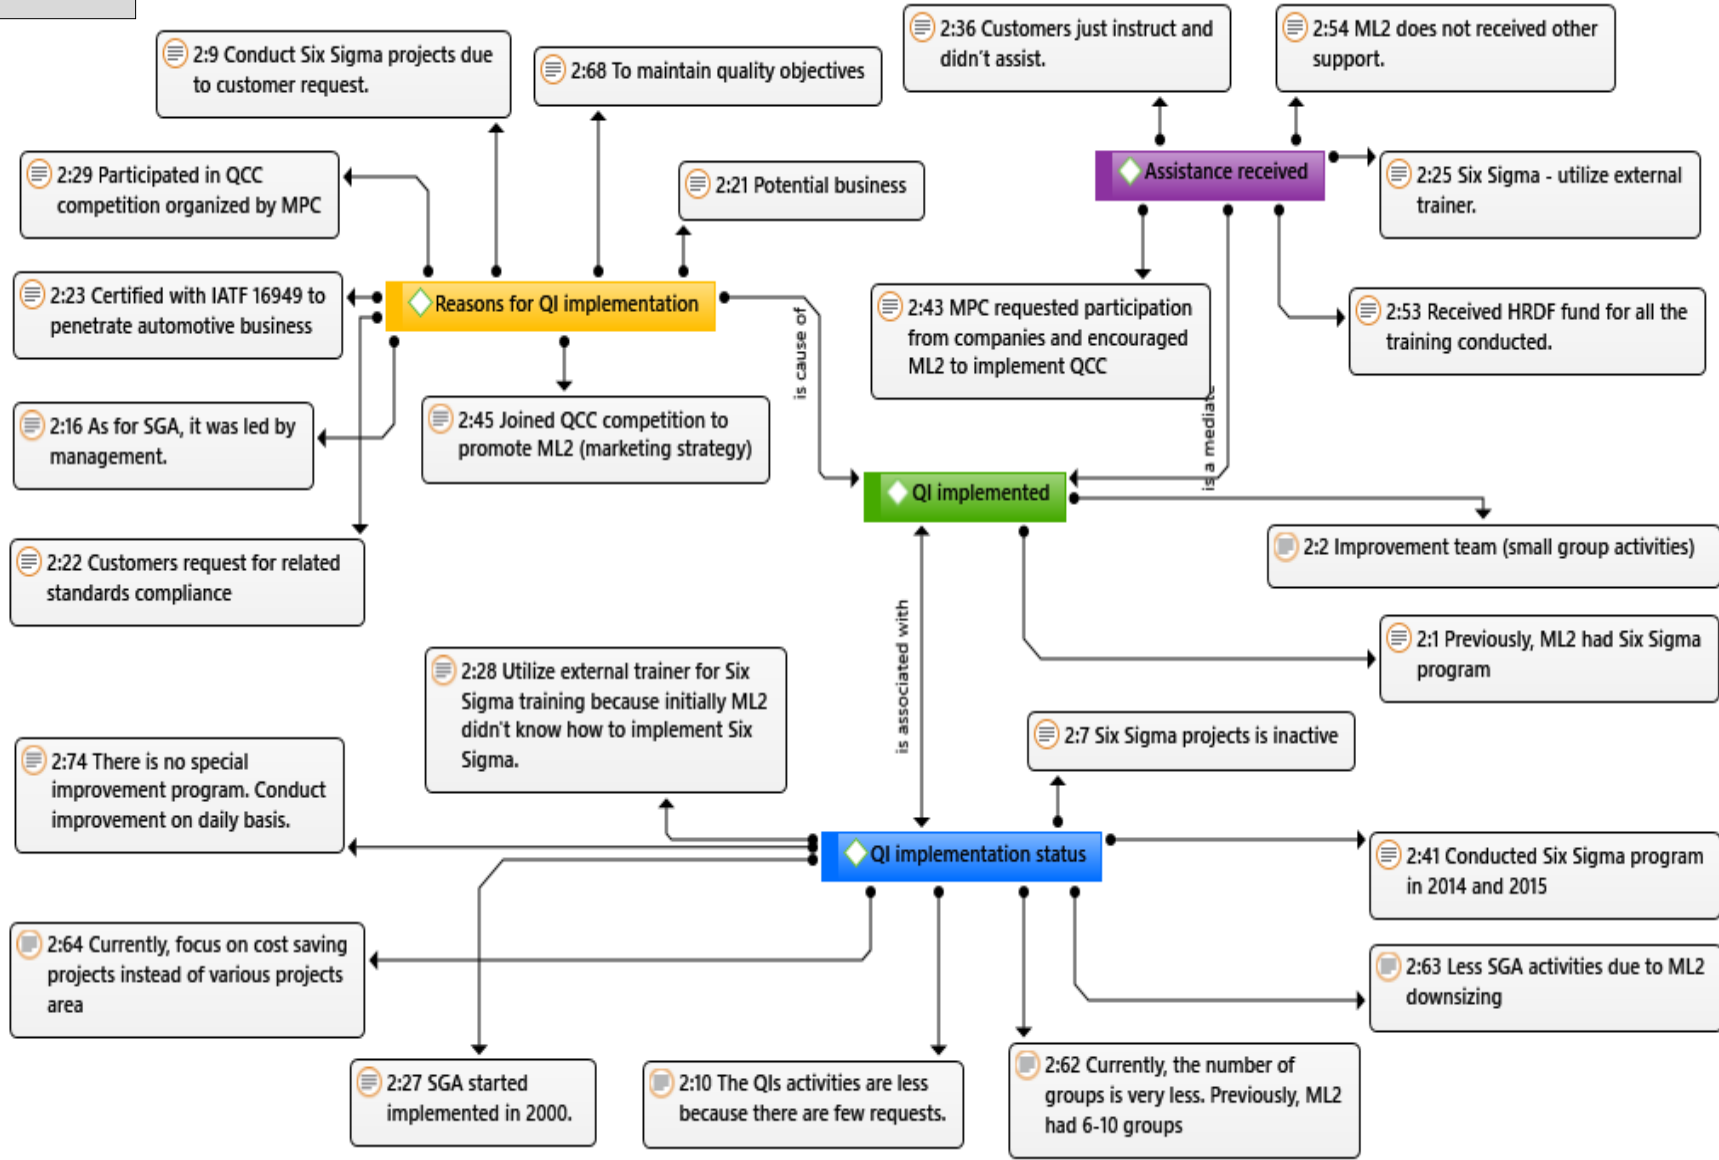 2:36 Customers just instruct and
didn't assist.
2:54 ML2 does not received other
support.
2:9 Conduct Six Sigma projects due
to customer request.
2:68 To maintain quality objectives
2:29 Participated in QCC
competition organized by MPC
2:21 Potential business
Assistance received
2:25 Six Sigma - utilize external
trainer.
2:23 Certified with IATF 16949 to
penetrate automotive business
Reasons for QI implementation
is cause of
2:43 MPC requested participation
from companies and encouraged
ML2 to implement QCC
2:53 Received HRDF fund for all the
training conducted.
2:16 As for SGA, it was led by
management.
2:45 Joined QCC competition to
promote ML2 (marketing strategy)
is a mediat
QI implemented
2:22 Customers request for related
standards compliance
2:2 Improvement team (small group activities)
is associated with
2:1 Previously, ML2 had Six Sigma
program
2:28 Utilize external trainer for Six
Sigma training because initially ML2
didn't know how to implement Six
Sigma.
2:7 Six Sigma projects is inactive
2:74 There is no special
improvement program. Conduct
improvement on daily basis.
QI implementation status
2:41 Conducted Six Sigma program
in 2014 and 2015
2:64 Currently, focus on cost saving
projects instead of various projects
area
2:63 Less SGA activities due to ML2
downsizing
2:27 SGA started
implemented in 2000.
2:10 The QIs activities are less
because there are few requests.
2:62 Currently, the number of
groups is very less. Previously, ML2
had 6-10 groups